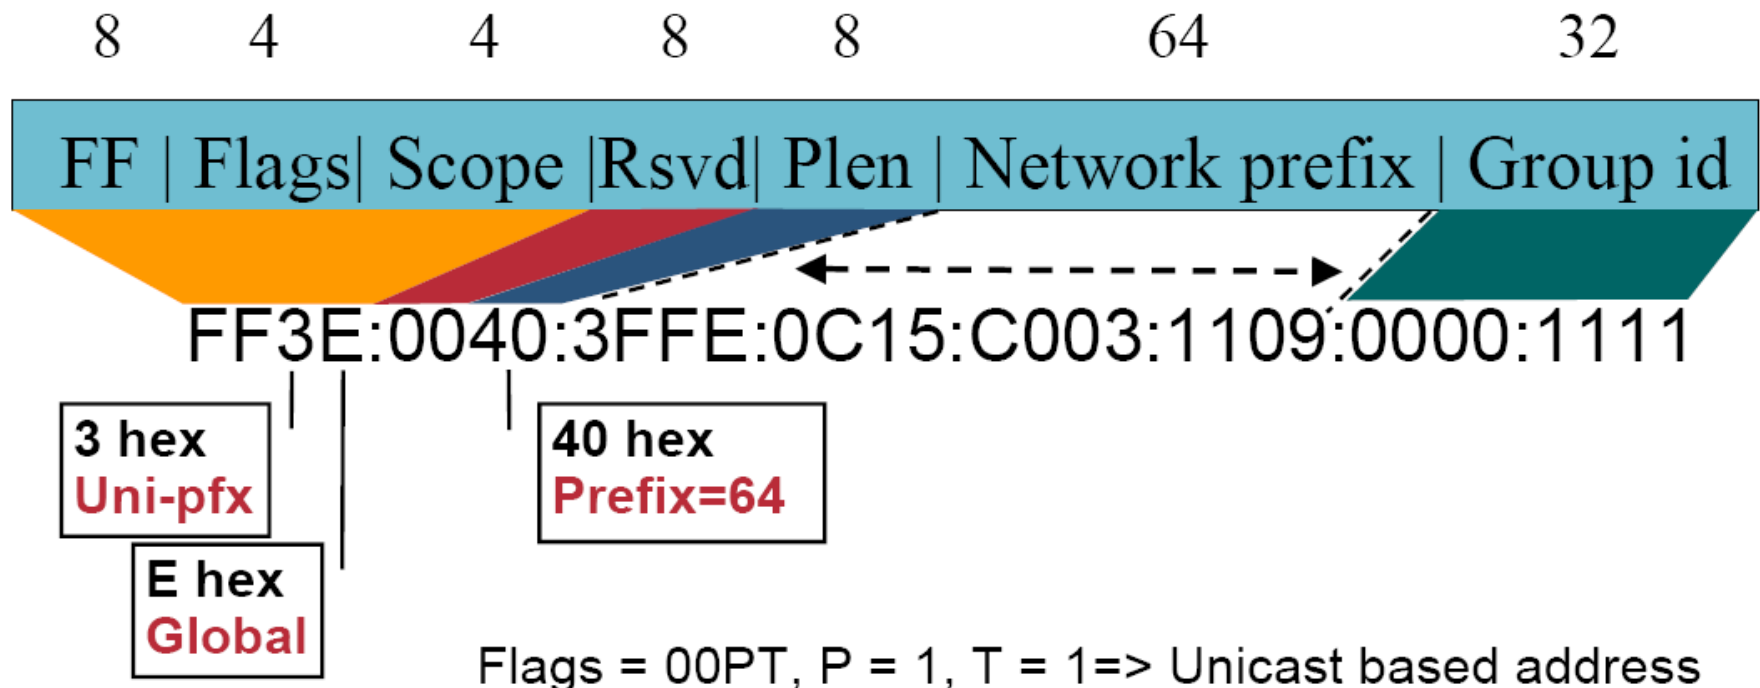 8 4 4 8 8 64 32
FF | Flags| Scope |Rsvd| Plen | Network prefix | Group id
FF3E:0040:3FFE:0C15:C003:1109:0000:1111
3 hex
Uni-pfx
40 hex
Prefix=64
E hex
Global
Flags = 00PT, P = 1, T = 1=> Unicast based address